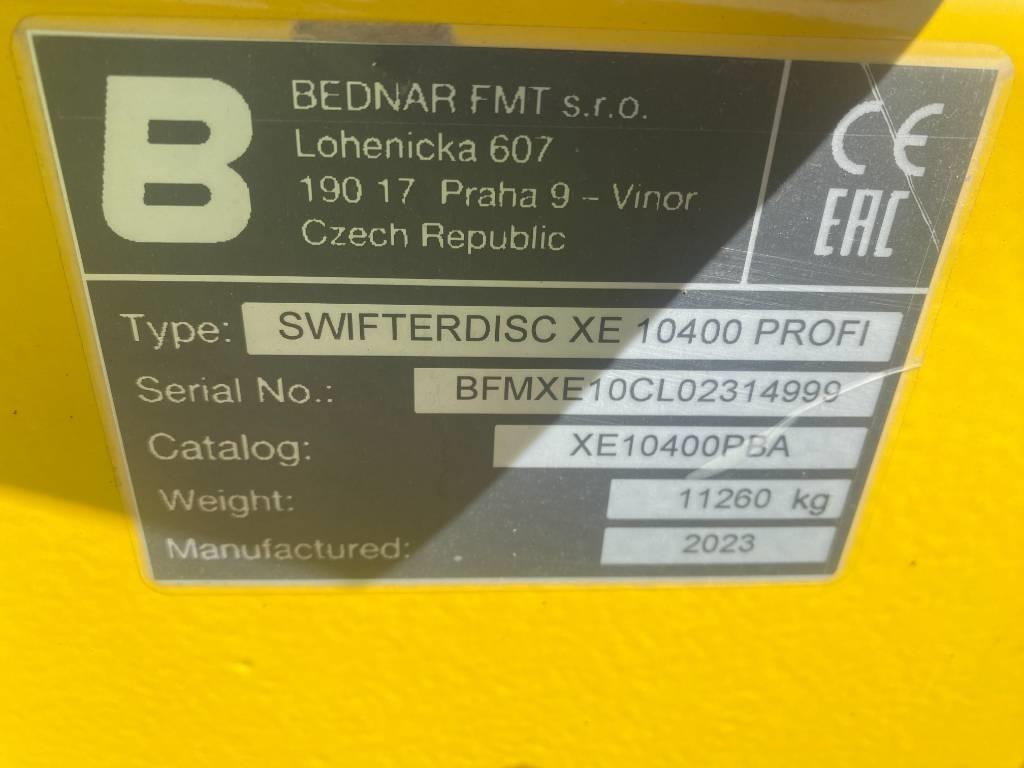 B
BEDNAR FMT s.r.o.
Lohenicka 607
190 17 Praha 9 – Vinor
Czech Republic
CE
EAC
Type: SWIFTERDISC XE 10400 PROFI
Serial No.: BFMXE10CL02314999
Catalog: XE10400PBA
Weight: 11260 kg
Manufactured: 2023